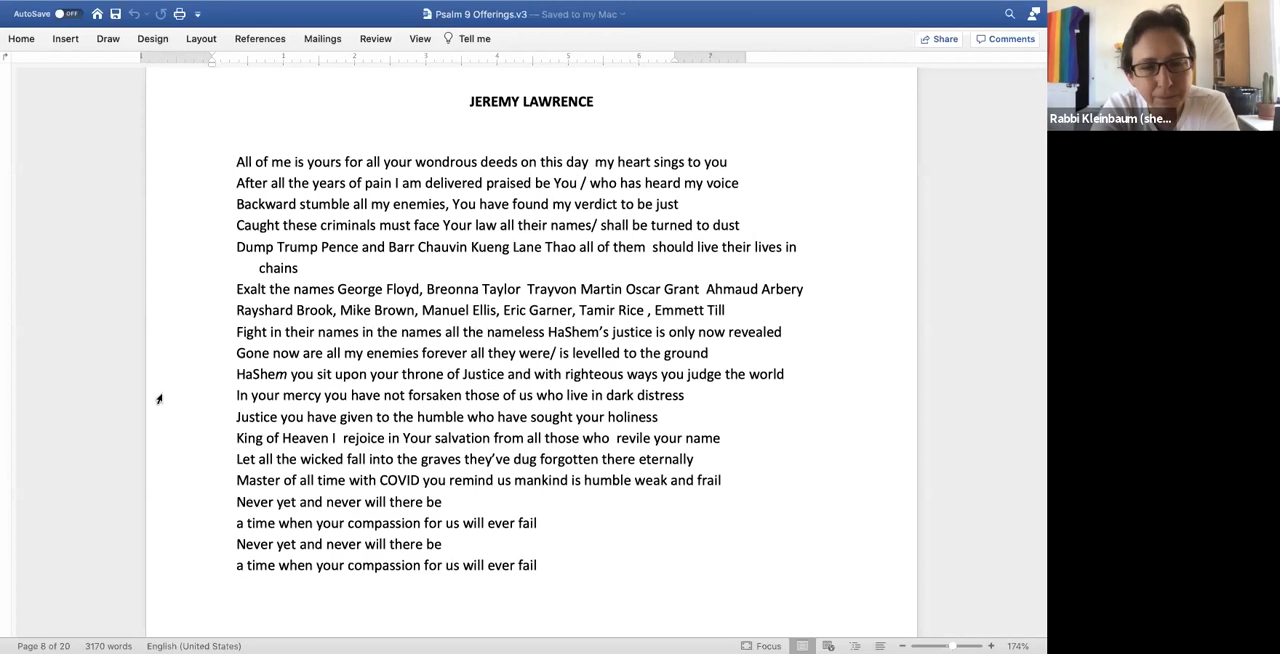 AutoSave OFF
Psalm 9 Offerings.v3 — Saved to my Mac
Home Insert Draw Design Layout References Mailings Review View Tell me
Share Comments
1 1 2 3 4 5 6 7
JEREMY LAWRENCE
All of me is yours for all your wondrous deeds on this day my heart sings to you
After all the years of pain I am delivered praised be You / who has heard my voice
Backward stumble all my enemies, You have found my verdict to be just
Caught these criminals must face Your law all their names/ shall be turned to dust
Dump Trump Pence and Barr Chauvin Kueng Lane Thao all of them should live their lives in
chains
Exalt the names George Floyd, Breonna Taylor Trayvon Martin Oscar Grant Ahmaud Arbery
Rayshard Brook, Mike Brown, Manuel Ellis, Eric Garner, Tamir Rice , Emmett Till
Fight in their names in the names all the nameless HaShem's justice is only now revealed
Gone now are all my enemies forever all they were/ is levelled to the ground
HaShem you sit upon your throne of Justice and with righteous ways you judge the world
In your mercy you have not forsaken those of us who live in dark distress
Justice you have given to the humble who have sought your holiness
King of Heaven I rejoice in Your salvation from all those who revile your name
Let all the wicked fall into the graves they've dug forgotten there eternally
Master of all time with COVID you remind us mankind is humble weak and frail
Never yet and never will there be
a time when your compassion for us will ever fail
Never yet and never will there be
a time when your compassion for us will ever fail
Page 8 of 20 3170 words English (United States)
Focus 174%
Rabbi Kleinbaum (she...